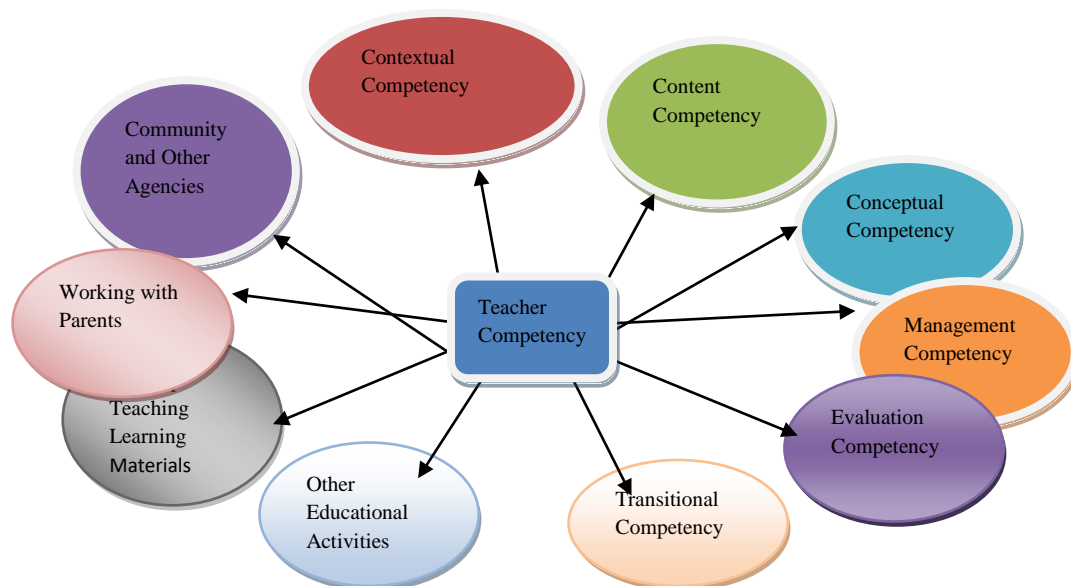 Contextual
Competency
Content
Competency
Community
and Other
Agencies
Conceptual
Competency
Working with
Parents
Teacher
Competency
Management
Competency
Teaching
Learning
Materials
Evaluation
Competency
Other
Educational
Activities
Transitional
Competency